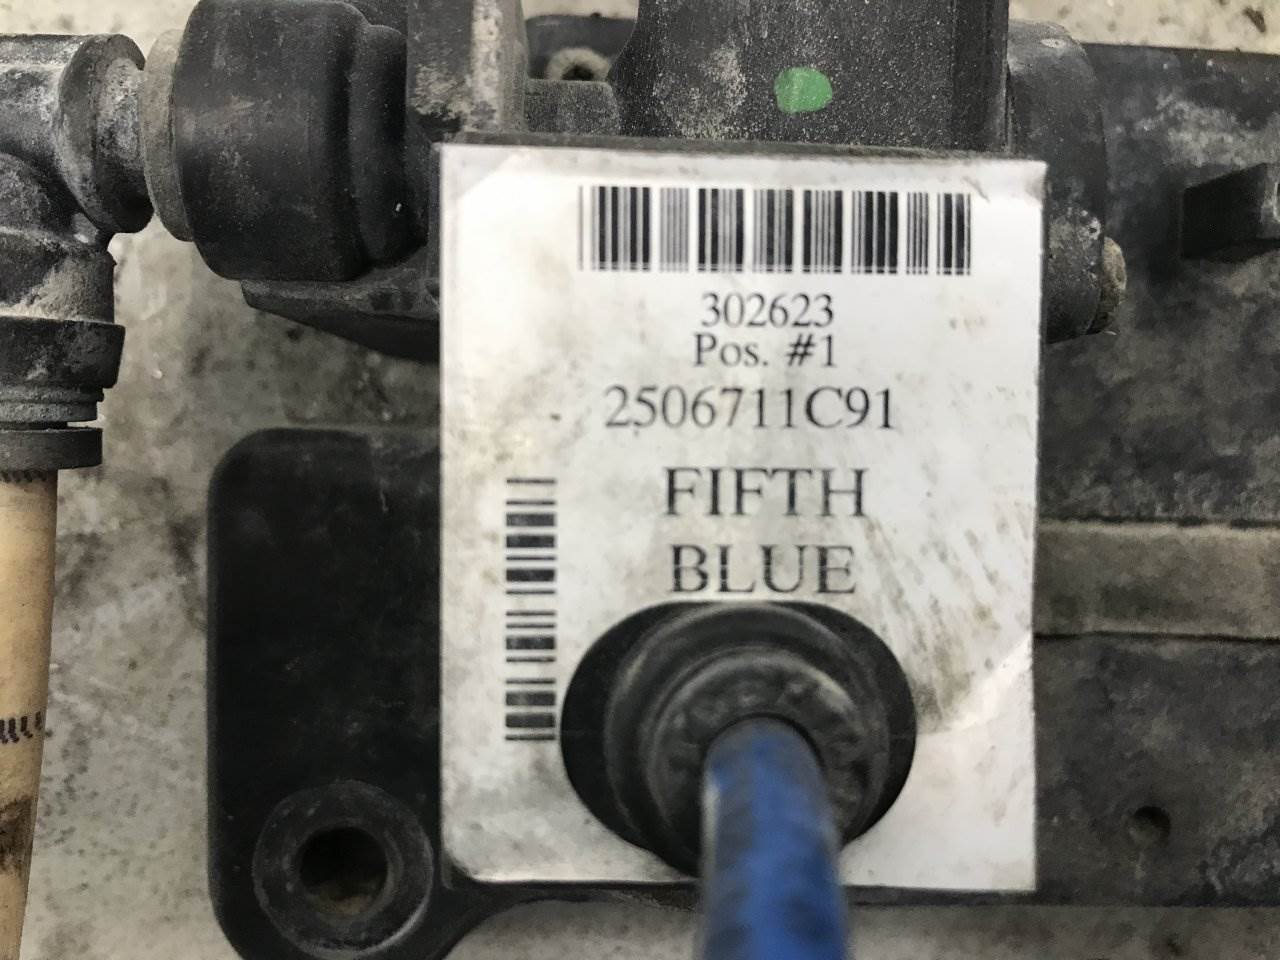 302623
Pos. #1
2506711C91
FIFTH
BLUE